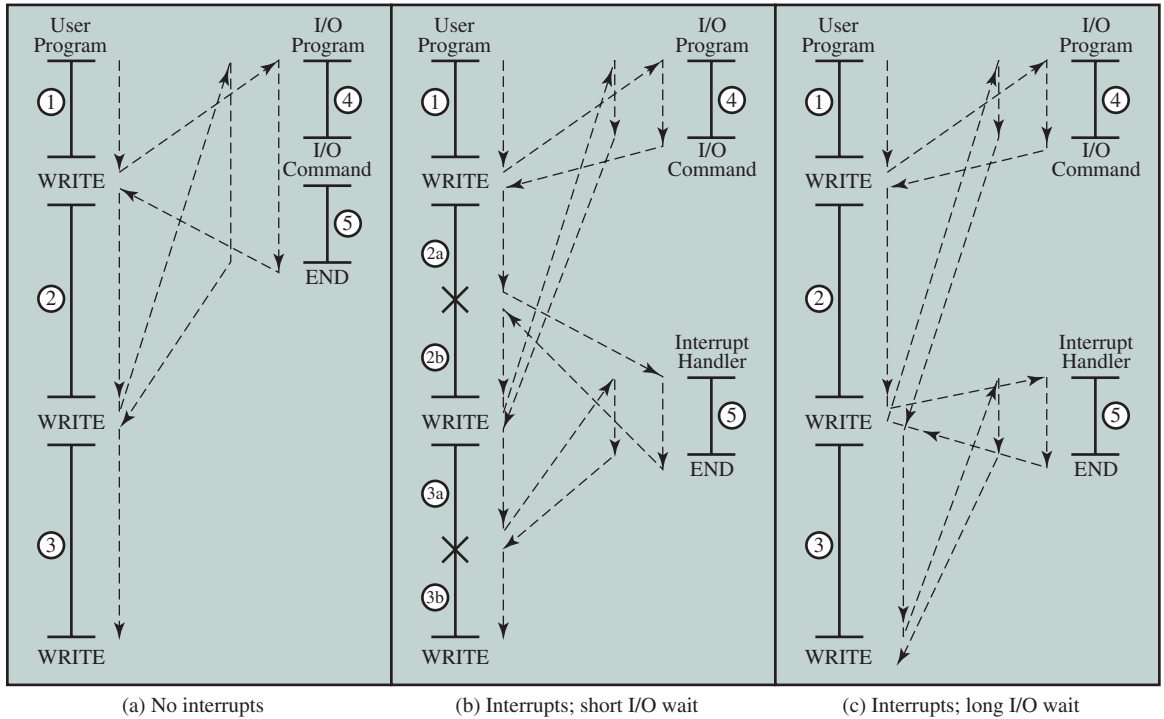 User
Program
I/O
Program
1
4
I/O
Command
WRITE
5
END
2
WRITE
3
WRITE
(a) No interrupts
User
Program
I/O
Program
1
4
I/O
Command
WRITE
2a
2b
Interrupt
Handler
5
END
WRITE
3a
3b
WRITE
(b) Interrupts; short I/O wait
User
Program
I/O
Program
1
4
I/O
Command
WRITE
2
Interrupt
Handler
5
END
WRITE
3
WRITE
(c) Interrupts; long I/O wait